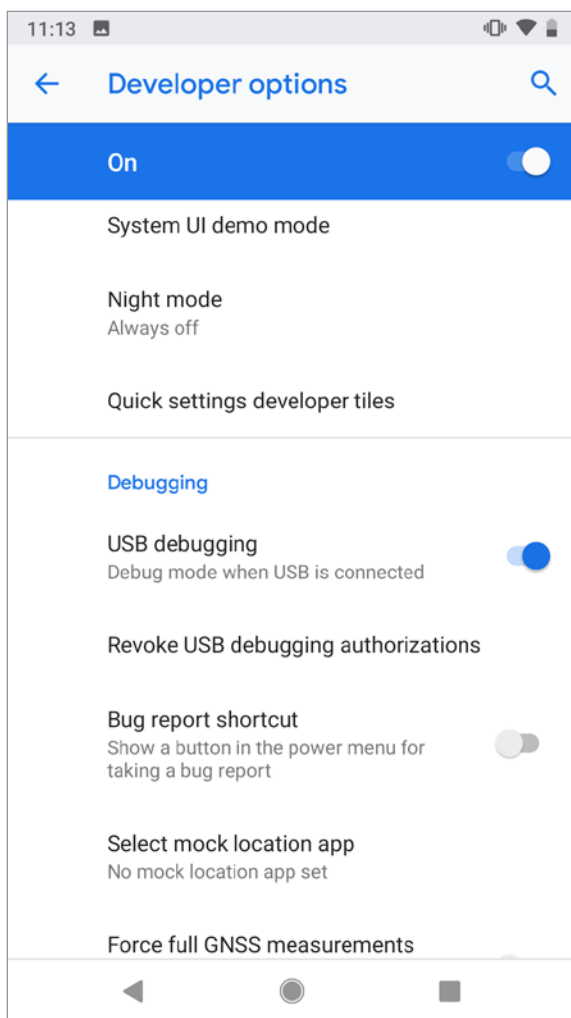 11:13
Developer options
On
System UI demo mode
Night mode
Always off
Quick settings developer tiles
Debugging
USB debugging
Debug mode when USB is connected
Revoke USB debugging authorizations
Bug report shortcut
Show a button in the power menu for
taking a bug report
Select mock location app
No mock location app set
Force full GNSS measurements